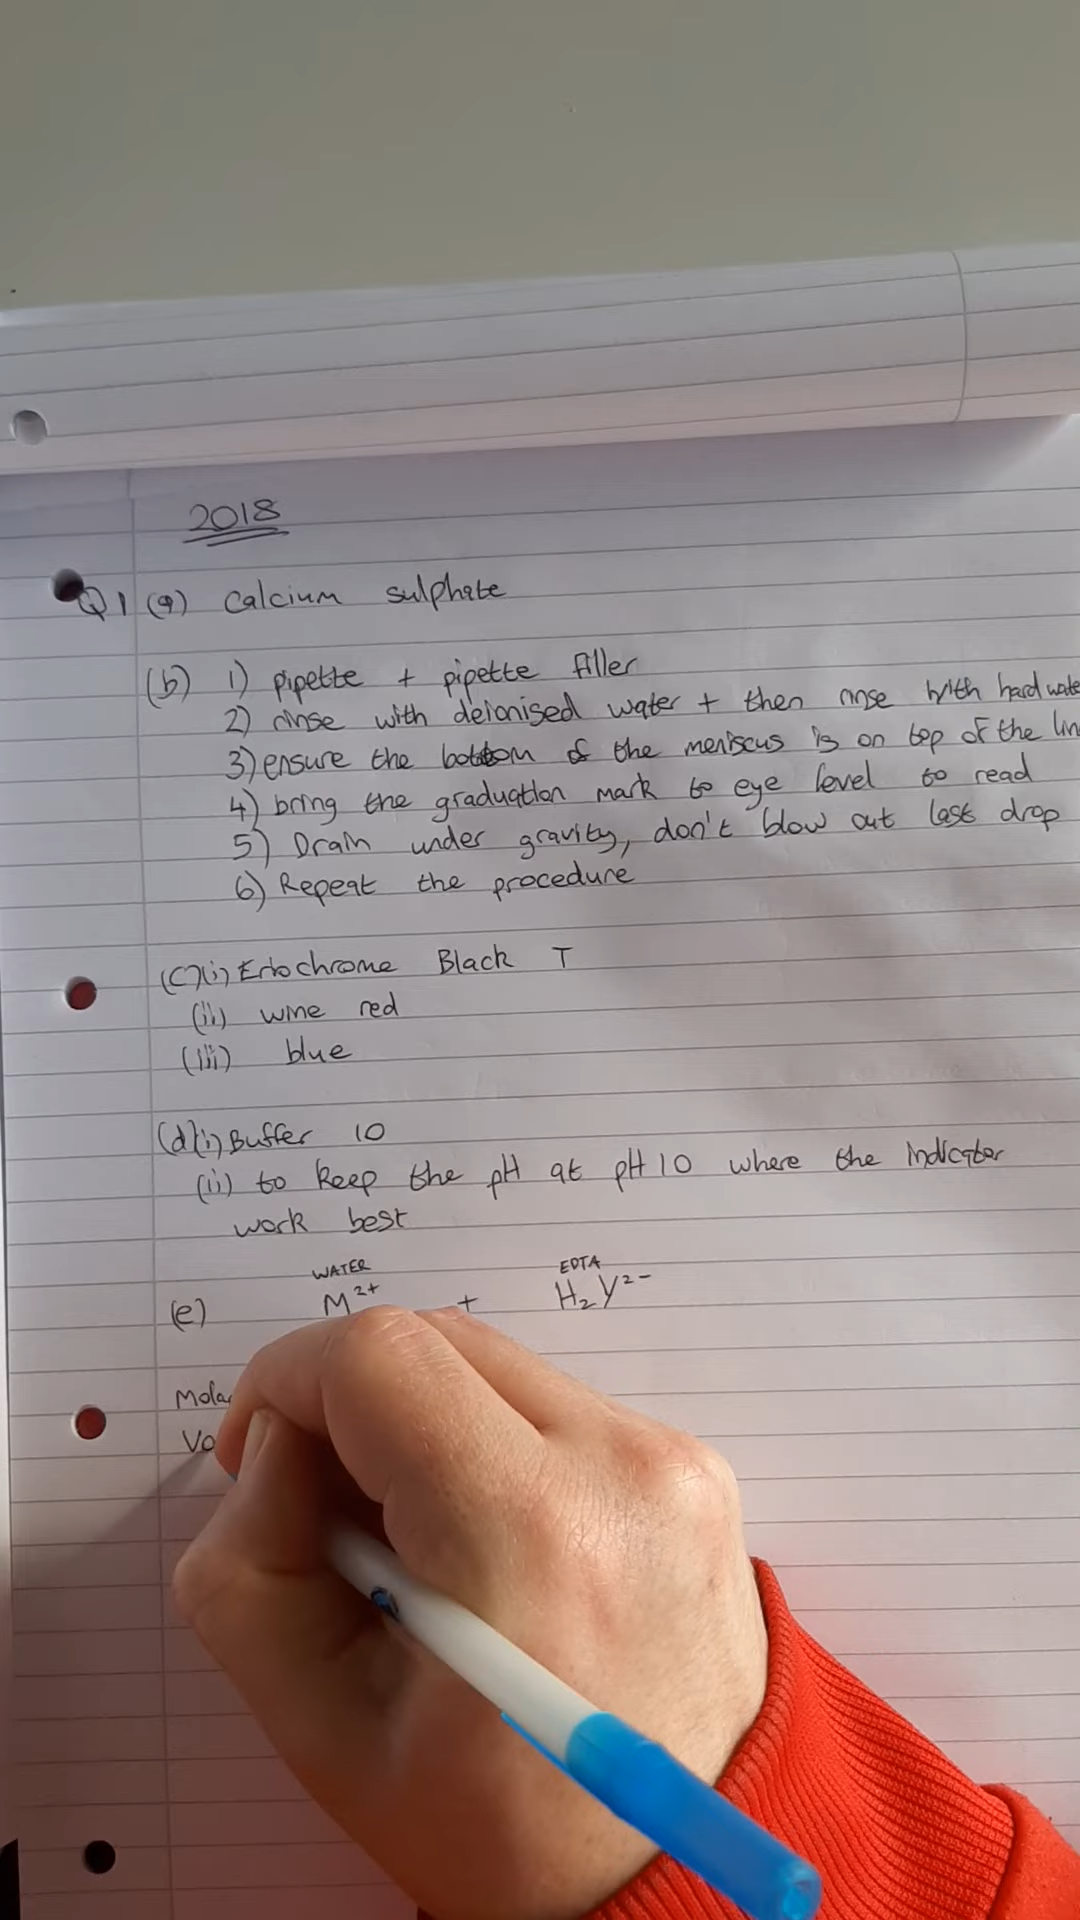 2018
Q1 (a) Calcium sulphate
(b) 1) pipette + pipette filler
2) rinse with deionised water + then rinse with hard wate
3) ensure the bottom of the meniscus is on top of the lin
4) bring the graduation mark to eye level to read
5) Drain under gravity, don't blow out last drop
6) Repeat the procedure
(c)(i) Eriochrome Black T
(ii) wine red
(iii) blue
(d)(i) Buffer 10
(ii) to keep the pH at pH 10 where the indicator
work best
WATER EDTA
(e) M²⁺ + H₂Y²⁻
Mola
Vo